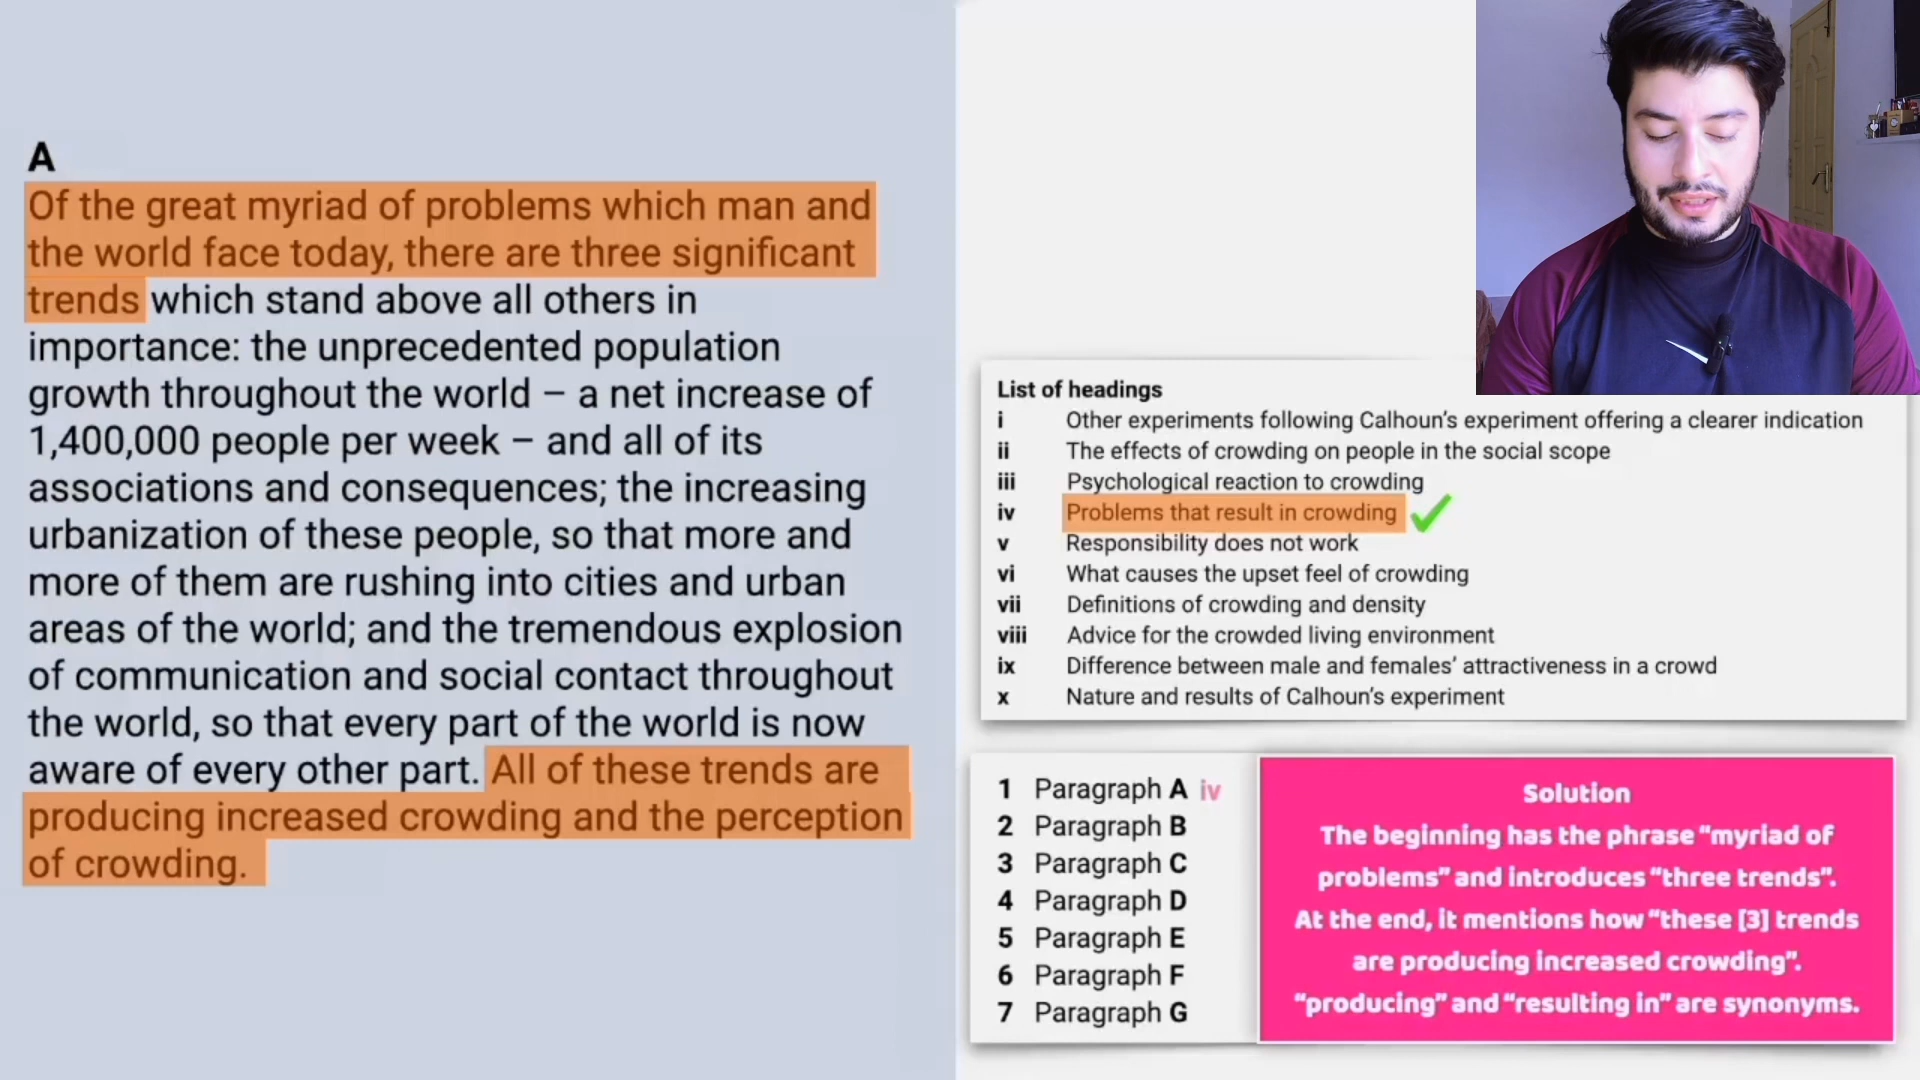 A
Of the great myriad of problems which man and
the world face today, there are three significant
trends which stand above all others in
importance: the unprecedented population
growth throughout the world – a net increase of
1,400,000 people per week – and all of its
associations and consequences; the increasing
urbanization of these people, so that more and
more of them are rushing into cities and urban
areas of the world; and the tremendous explosion
of communication and social contact throughout
the world, so that every part of the world is now
aware of every other part. All of these trends are
producing increased crowding and the perception
of crowding.
List of headings
i Other experiments following Calhoun's experiment offering a clearer indication
ii The effects of crowding on people in the social scope
iii Psychological reaction to crowding
iv Problems that result in crowding
v Responsibility does not work
vi What causes the upset feel of crowding
vii Definitions of crowding and density
viii Advice for the crowded living environment
ix Difference between male and females' attractiveness in a crowd
x Nature and results of Calhoun's experiment
1 Paragraph A iv
2 Paragraph B
3 Paragraph C
4 Paragraph D
5 Paragraph E
6 Paragraph F
7 Paragraph G
Solution
The beginning has the phrase "myriad of
problems" and introduces "three trends".
At the end, it mentions how "these [3] trends
are producing increased crowding".
"producing" and "resulting in" are synonyms.